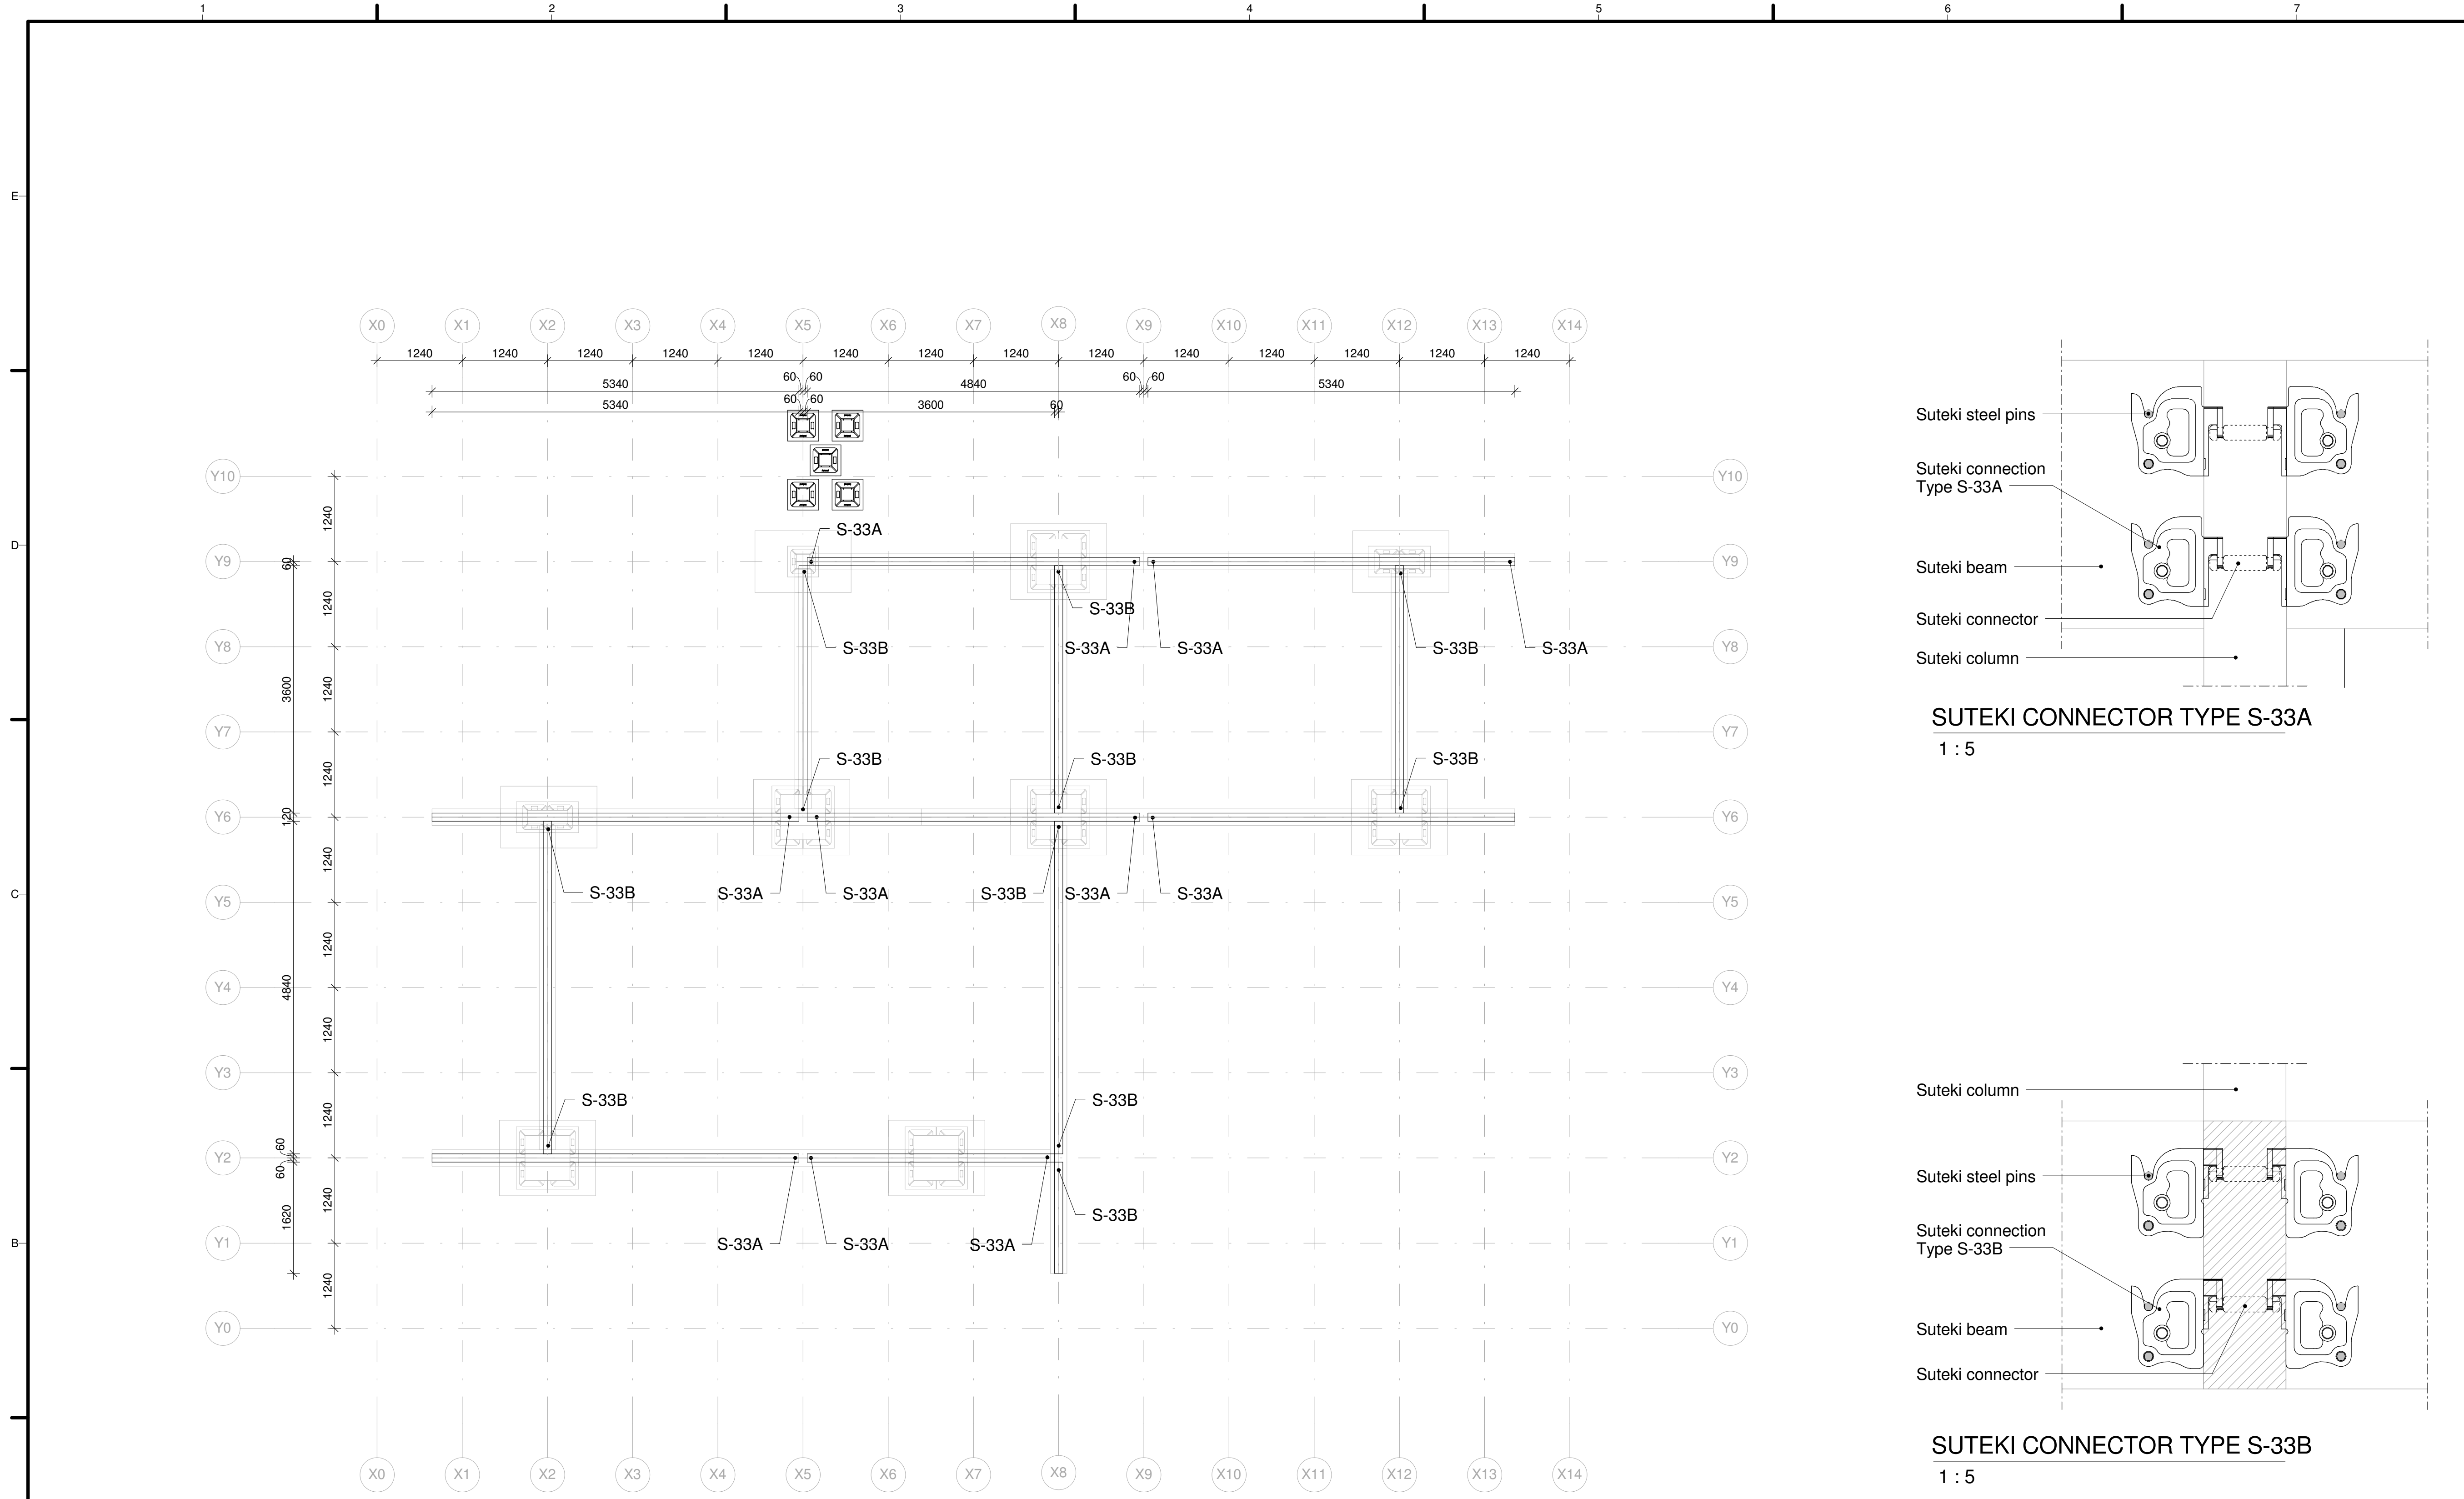 1 2 3 4 5 6 7
E
X0 X1 X2 X3 X4 X5 X6 X7 X8 X9 X10 X11 X12 X13 X14
1240 1240 1240 1240 1240 1240 1240 1240 1240 1240 1240 1240 1240 1240
5340 60 60 4840 60 60 5340
5340 60 60 3600 60
Y10 Y10
1240
S-33A
D
Y9 60 Y9
1240
S-33B
S-33B S-33A S-33A S-33B S-33A
Y8 Y8
3600 1240
Y7 Y7
1240
S-33B S-33B S-33B
Y6 120 Y6
1240
S-33B S-33A S-33A S-33B S-33A S-33A
C
Y5 Y5
1240
Y4 4840 Y4
1240
Y3 Y3
1240
S-33B S-33B
60
Y2 Y2
60
1240
1620
S-33B
B
Y1 S-33A S-33A S-33A Y1
1240
Y0 Y0
X0 X1 X2 X3 X4 X5 X6 X7 X8 X9 X10 X11 X12 X13 X14
Suteki steel pins
Suteki connection
Type S-33A
Suteki beam
Suteki connector
Suteki column
SUTEKI CONNECTOR TYPE S-33A
1 : 5
Suteki column
Suteki steel pins
Suteki connection
Type S-33B
Suteki beam
Suteki connector
SUTEKI CONNECTOR TYPE S-33B
1 : 5